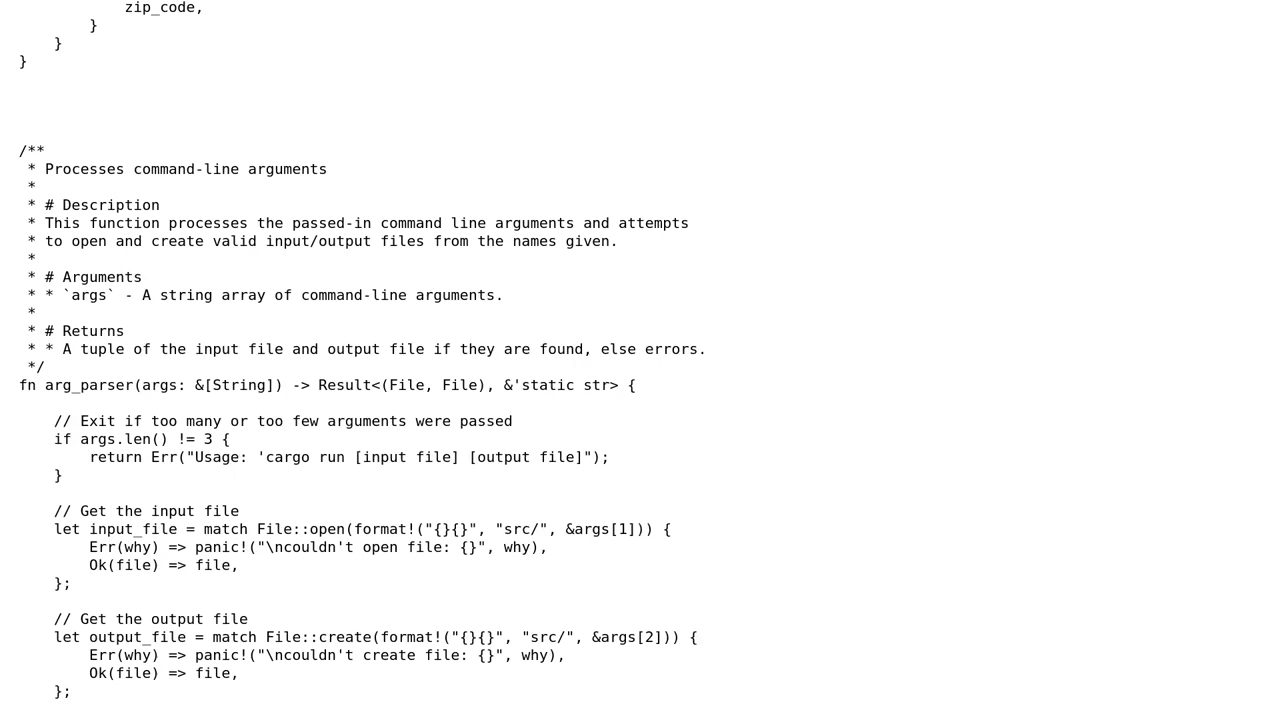 zip_code,
        }
    }
}

/**
 * Processes command-line arguments
 *
 * # Description
 * This function processes the passed-in command line arguments and attempts
 * to open and create valid input/output files from the names given.
 *
 * # Arguments
 * * `args` - A string array of command-line arguments.
 *
 * # Returns
 * * A tuple of the input file and output file if they are found, else errors.
 */
fn arg_parser(args: &[String]) -> Result<(File, File), &'static str> {

    // Exit if too many or too few arguments were passed
    if args.len() != 3 {
        return Err("Usage: 'cargo run [input file] [output file]");
    }

    // Get the input file
    let input_file = match File::open(format!("{}{}", "src/", &args[1])) {
        Err(why) => panic!("\ncouldn't open file: {}", why),
        Ok(file) => file,
    };

    // Get the output file
    let output_file = match File::create(format!("{}{}", "src/", &args[2])) {
        Err(why) => panic!("\ncouldn't create file: {}", why),
        Ok(file) => file,
    };